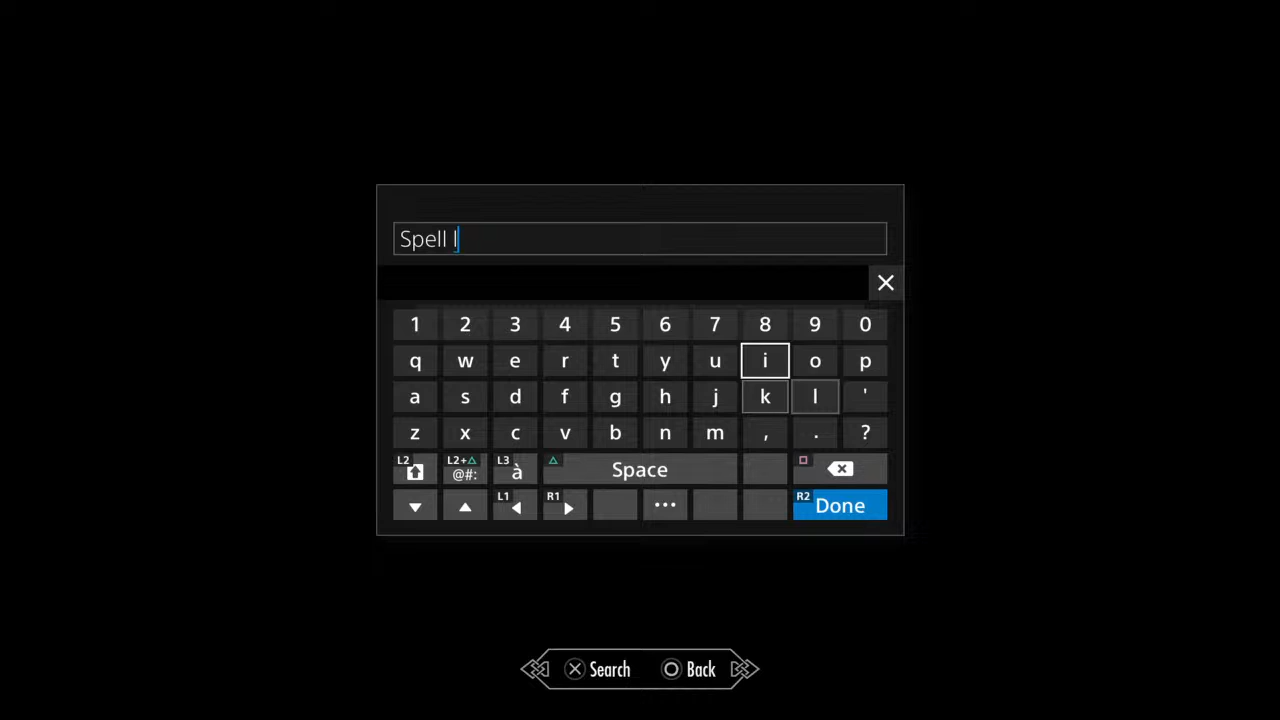 Spell l
1 2 3 4 5 6 7 8 9 0
q w e r t y u i o p
a s d f g h j k l '
z x c v b n m , . ?
L2 L2+△ @#: L3 à △ Space □
L1 R1 ... R2 Done
Search Back